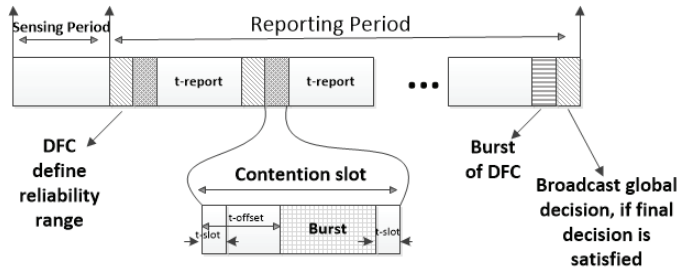 Sensing Period
Reporting Period
t-report
t-report
DFC
define
reliability
range
Contention slot
t-offset
t-slot
Burst
t-slot
Burst
of DFC
Broadcast global
decision, if final
decision is
satisfied